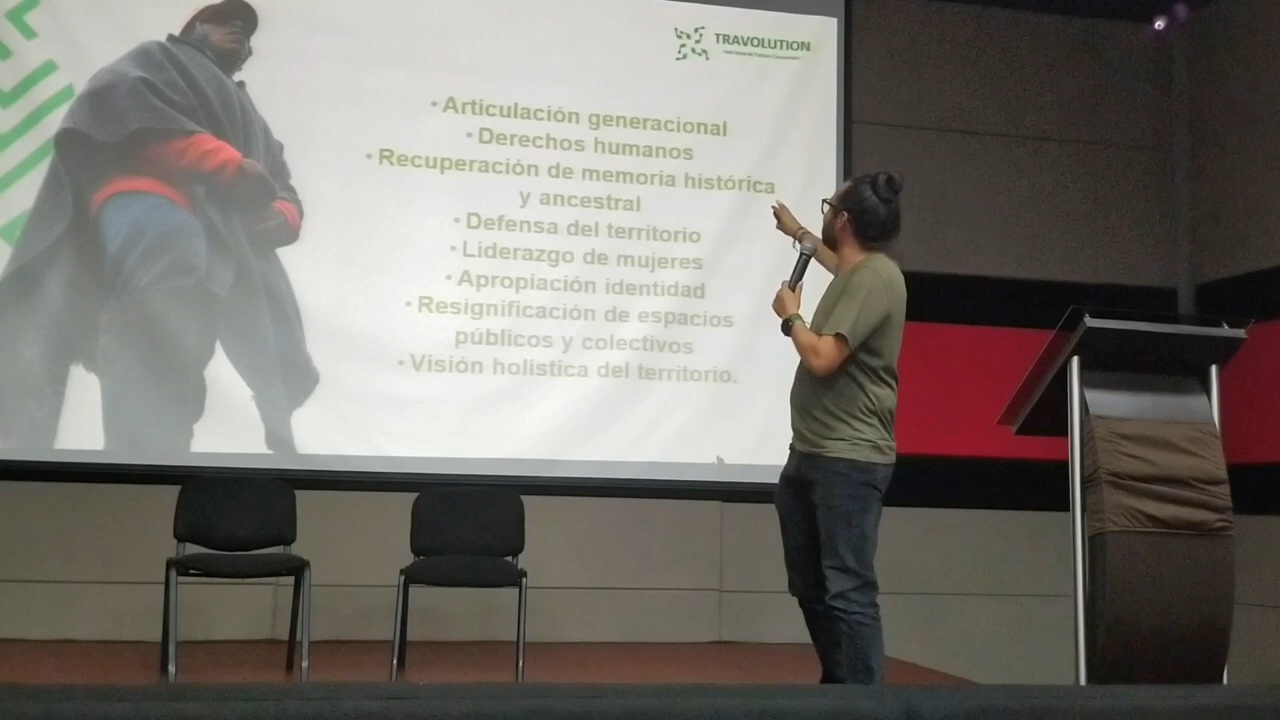 TRAVOLUTION
• Articulación generacional
• Derechos humanos
• Recuperación de memoria histórica
y ancestral
• Defensa del territorio
• Liderazgo de mujeres
• Apropiación identidad
• Resignificación de espacios
públicos y colectivos
• Visión holística del territorio.